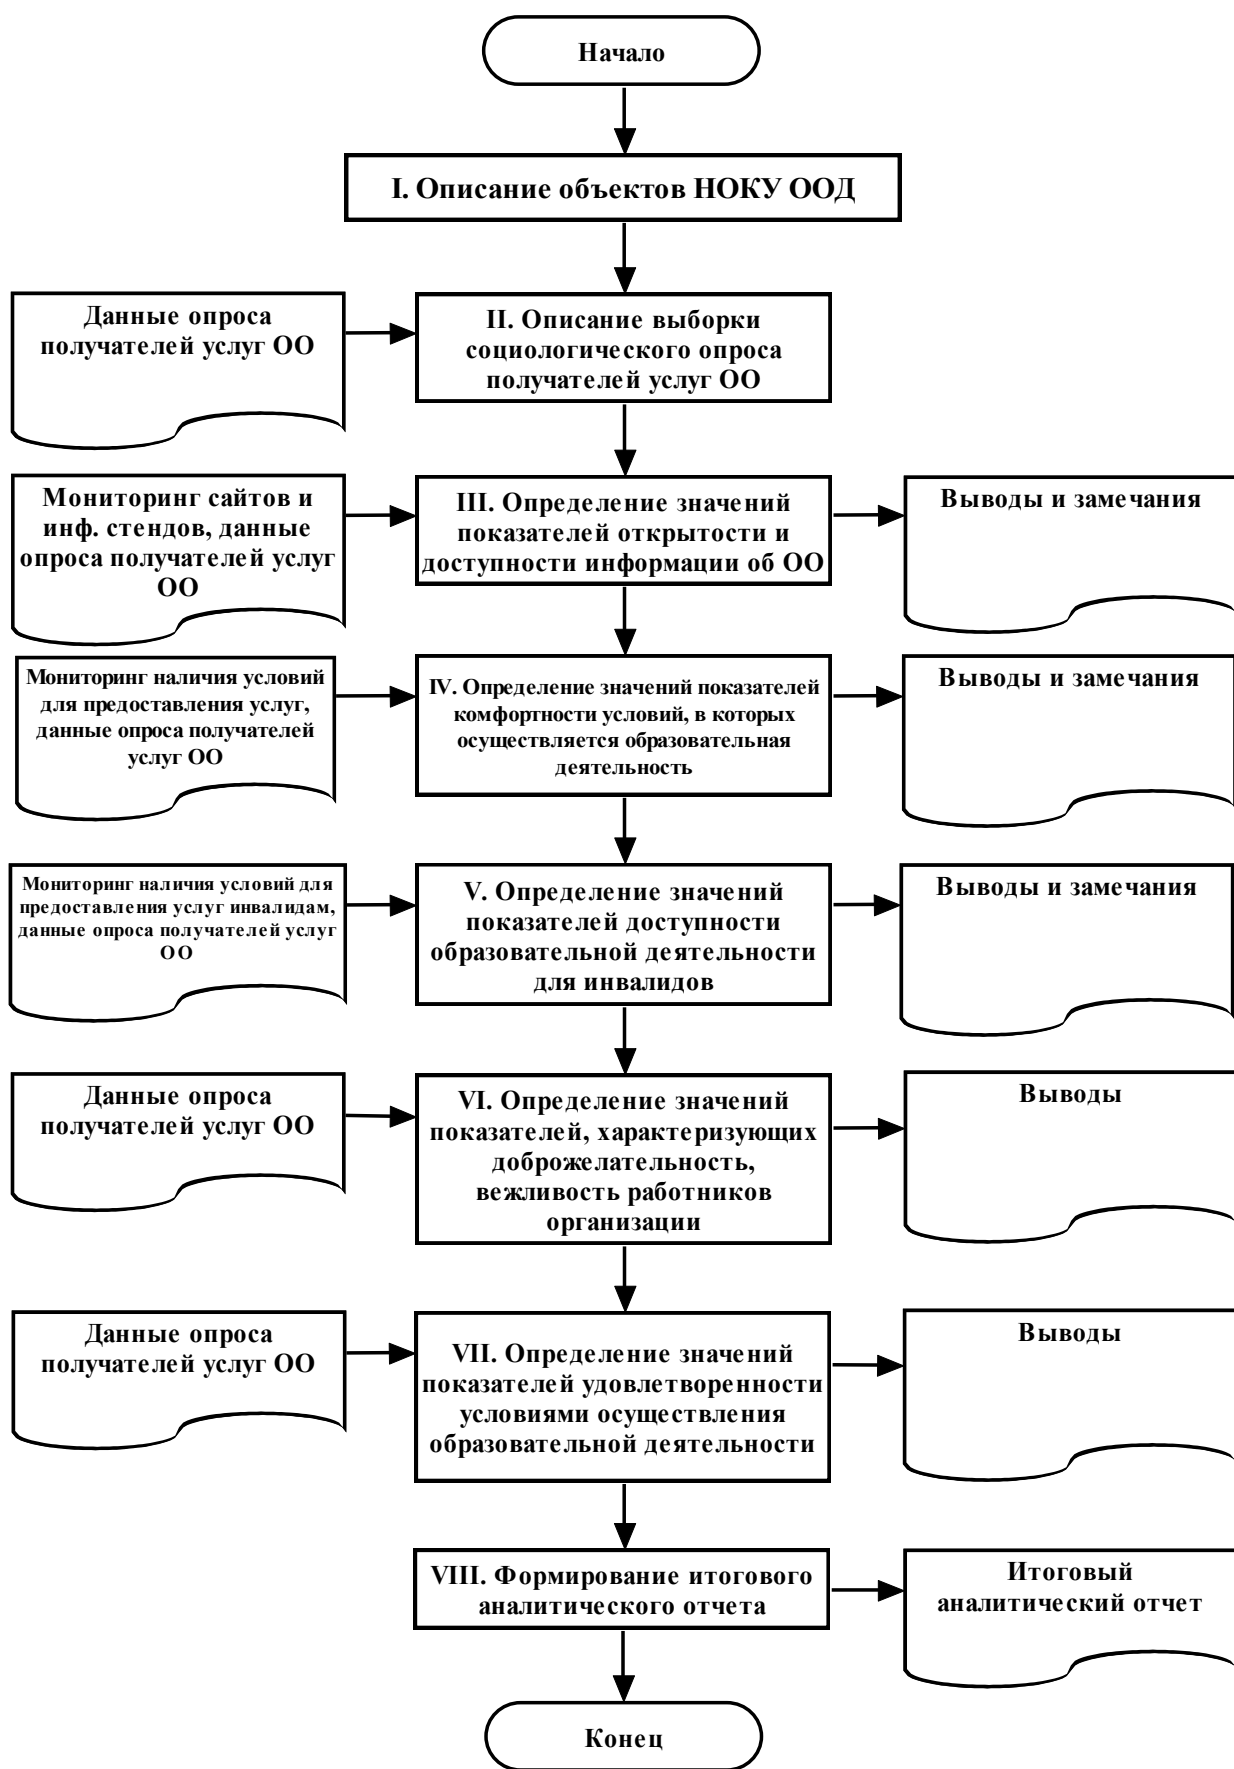 Начало
I. Описание объектов НОКУ ООД
Данные опроса
получателей услуг ОО
II. Описание выборки
социологического опроса
получателей услуг ОО
Мониторинг сайтов и
инф. стендов, данные
опроса получателей услуг
ОО
III. Определение значений
показателей открытости и
доступности информации об ОО
Выводы и замечания
Мониторинг наличия условий
для предоставления услуг,
данные опроса получателей
услуг ОО
IV. Определение значений показателей
комфортности условий, в которых
осуществляется образовательная
деятельность
Выводы и замечания
Мониторинг наличия условий для
предоставления услуг инвалидам,
данные опроса получателей услуг
ОО
V. Определение значений
показателей доступности
образовательной деятельности
для инвалидов
Выводы и замечания
Данные опроса
получателей услуг ОО
VI. Определение значений
показателей, характеризующих
доброжелательность,
вежливость работников
организации
Выводы
Данные опроса
получателей услуг ОО
VII. Определение значений
показателей удовлетворенности
условиями осуществления
образовательной деятельности
Выводы
VIII. Формирование итогового
аналитического отчета
Итоговый
аналитический отчет
Конец